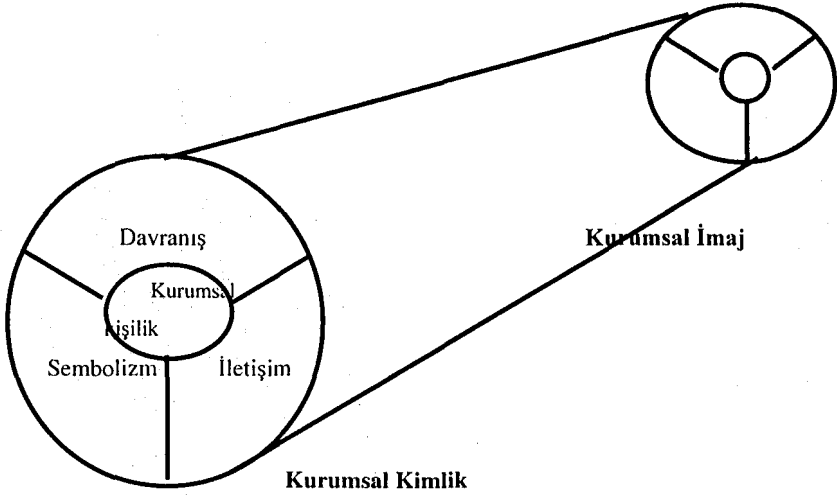 Davranış
Kurumsal İmaj
Kurumsal
kişilik
Sembolizm
İletişim
Kurumsal Kimlik